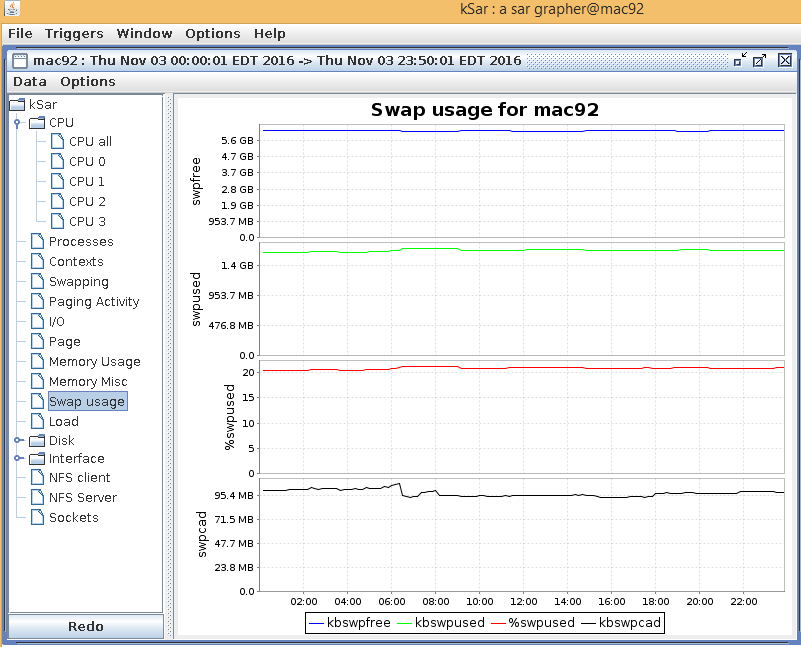 kSar : a sar grapher@mac92
File Triggers Window Options Help
mac92 : Thu Nov 03 00:00:01 EDT 2016 -> Thu Nov 03 23:50:01 EDT 2016
Data Options
kSar
CPU
CPU all
CPU 0
CPU 1
CPU 2
CPU 3
Processes
Contexts
Swapping
Paging Activity
I/O
Page
Memory Usage
Memory Misc
Swap usage
Load
Disk
Interface
NFS client
NFS Server
Sockets
Redo
Swap usage for mac92
swpfree
5.6 GB
4.7 GB
3.7 GB
2.8 GB
1.9 GB
953.7 MB
0.0
swpused
1.4 GB
953.7 MB
476.8 MB
0.0
%swpused
20
15
10
5
0
swpcad
95.4 MB
71.5 MB
47.7 MB
23.8 MB
0.0
02:00 04:00 06:00 08:00 10:00 12:00 14:00 16:00 18:00 20:00 22:00
kbswpfree kbswpused %swpused kbswpcad